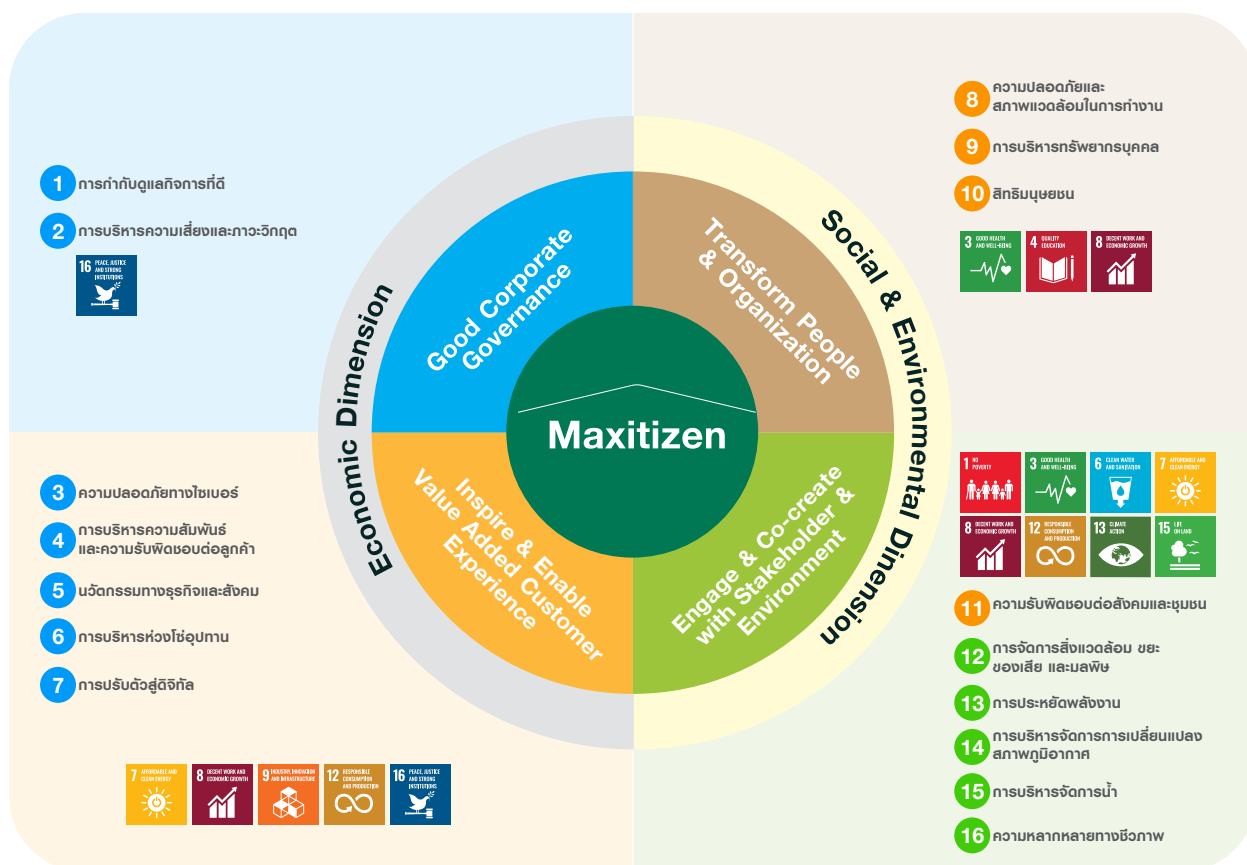 1 การกำกับดูแลกิจการที่ดี
2 การบริหารความเสี่ยงและภาวะวิกฤต
16 PEACE, JUSTICE
AND STRONG
INSTITUTIONS
3 ความปลอดภัยทางไซเบอร์
4 การบริหารความสัมพันธ์
และความรับผิดชอบต่อลูกค้า
5 นวัตกรรมทางธุรกิจและสังคม
6 การบริหารห่วงโซ่อุปทาน
7 การปรับตัวสู่ดิจิทัล
7 AFFORDABLE AND
CLEAN ENERGY
8 DECENT WORK AND
ECONOMIC GROWTH
9 INDUSTRY, INNOVATION
AND INFRASTRUCTURE
12 RESPONSIBLE
CONSUMPTION
AND PRODUCTION
16 PEACE, JUSTICE
AND STRONG
INSTITUTIONS
Economic Dimension
Good Corporate
Governance
Inspire & Enable
Value Added Customer
Experience
Maxitizen
Transform People
& Organization
Engage & Co-create
with Stakeholder &
Environment
Social & Environmental Dinension
8 ความปลอดภัยและ
สภาพแวดล้อมในการทำงาน
9 การบริหารทรัพยากรบุคคล
10 สิทธิมนุษยชน
3 GOOD HEALTH
AND WELL-BEING
4 QUALITY
EDUCATION
8 DECENT WORK AND
ECONOMIC GROWTH
1 NO
POVERTY
3 GOOD HEALTH
AND WELL-BEING
6 CLEAN WATER
AND SANITATION
7 AFFORDABLE AND
CLEAN ENERGY
8 DECENT WORK AND
ECONOMIC GROWTH
12 RESPONSIBLE
CONSUMPTION
AND PRODUCTION
13 CLIMATE
ACTION
15 LIFE
ON LAND
11 ความรับผิดชอบต่อสังคมและชุมชน
12 การจัดการสิ่งแวดล้อม ขยะ
ของเสีย และมลพิษ
13 การประหยัดพลังงาน
14 การบริหารจัดการการเปลี่ยนแปลง
สภาพภูมิอากาศ
15 การบริหารจัดการน้ำ
16 ความหลากหลายทางชีวภาพ